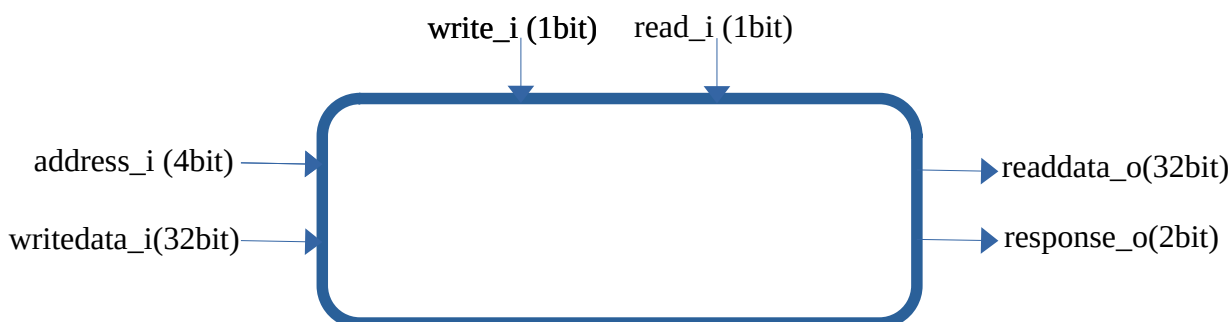 write_i (1bit) read_i (1bit)
address_i (4bit)
writedata_i(32bit)
readdata_o(32bit)
response_o(2bit)